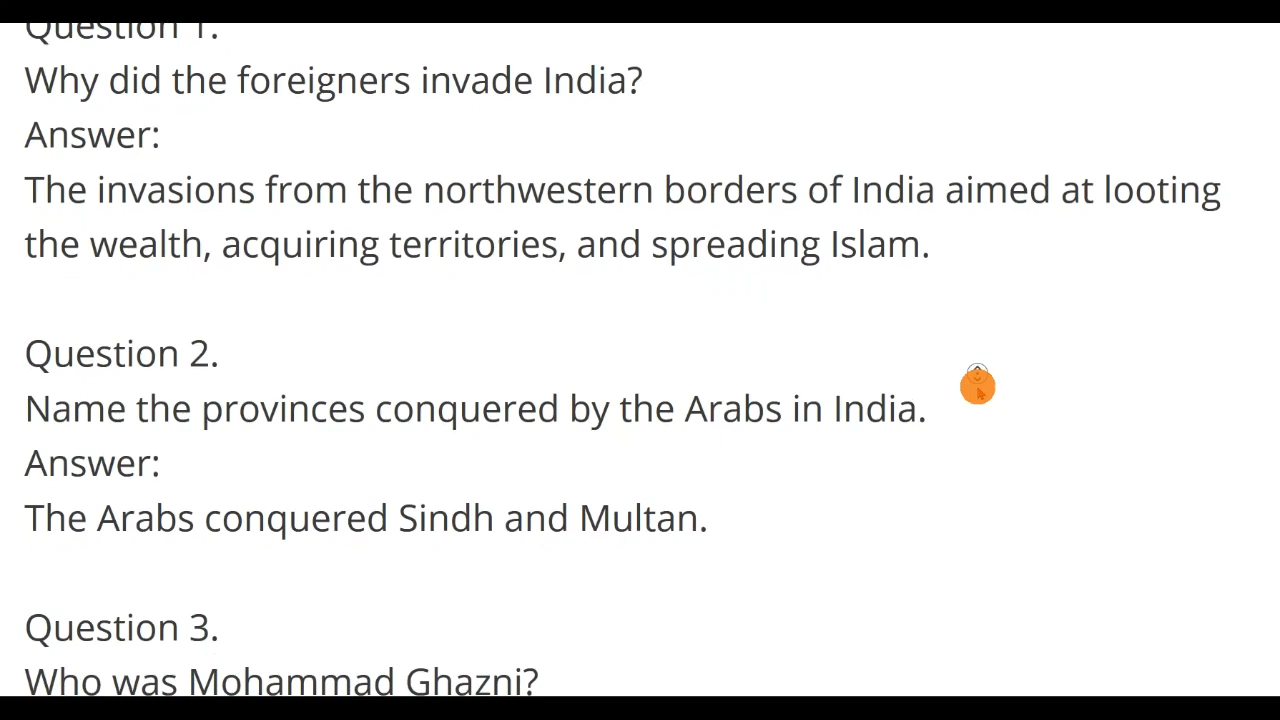 Question 1.
Why did the foreigners invade India?
Answer:
The invasions from the northwestern borders of India aimed at looting
the wealth, acquiring territories, and spreading Islam.
Question 2.
Name the provinces conquered by the Arabs in India.
Answer:
The Arabs conquered Sindh and Multan.
Question 3.
Who was Mohammad Ghazni?